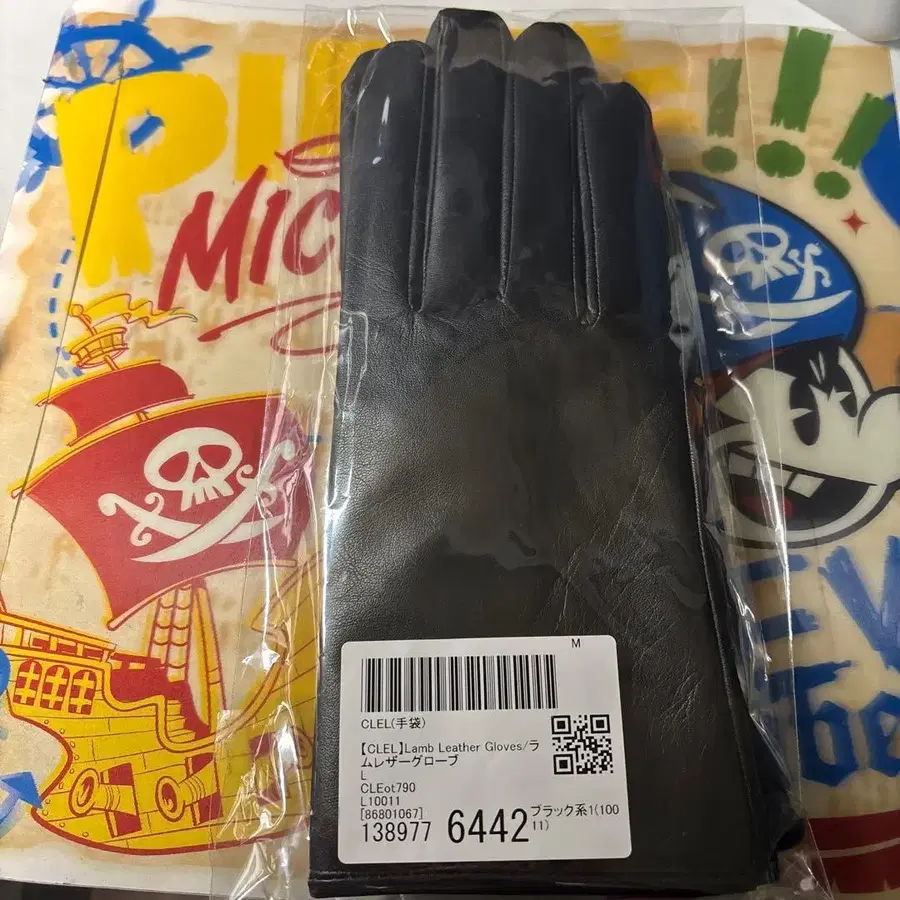 !!!
MIC
M
CLEL(手袋)
【CLEL】Lamb Leather Gloves/ラ
ムレザーグローブ
L
CLEot790
L10011
[86801067]
138977 6442 ブラック系1(100
11)